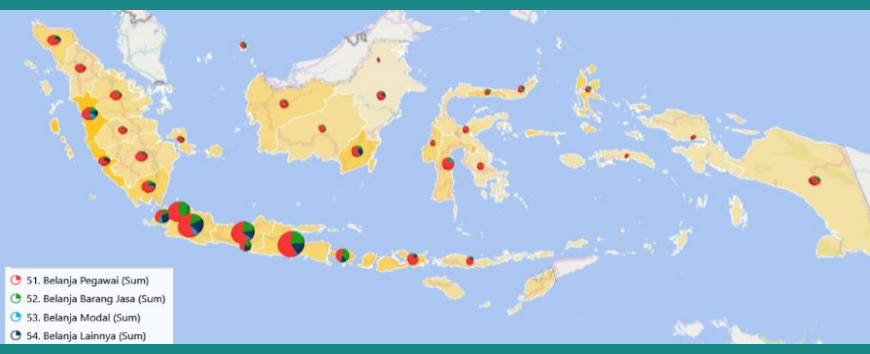 51. Belanja Pegawai (Sum)
52. Belanja Barang Jasa (Sum)
53. Belanja Modal (Sum)
54. Belanja Lainnya (Sum)